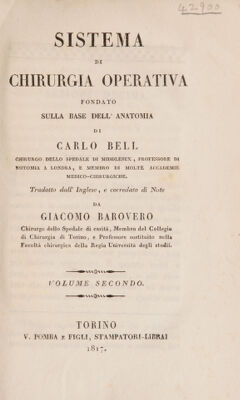 42900
SISTEMA
DI
CHIRURGIA OPERATIVA
FONDATO
SULLA BASE DELL' ANATOMIA
DI
CARLO BELL
CHIRURGO DELLO SPEDALE DI MIDDLESEX, PROFESSORE DI
NOTOMIA A LONDRA, E MEMBRO DI MOLTE ACCADEMIE
MEDICO-CHIRURGICHE.
Tradotto dall' Inglese, e corredato di Note
DA
GIACOMO BAROVERO
Chirurgo dello Spedale di carità, Membro del Collegio
di Chirurgia di Torino, e Professore sostituito nella
Facoltà chirurgica della Regia Università degli studii.
VOLUME SECONDO.
TORINO
V. POMBA E FIGLI, STAMPATORI-LIBRAI
1817.